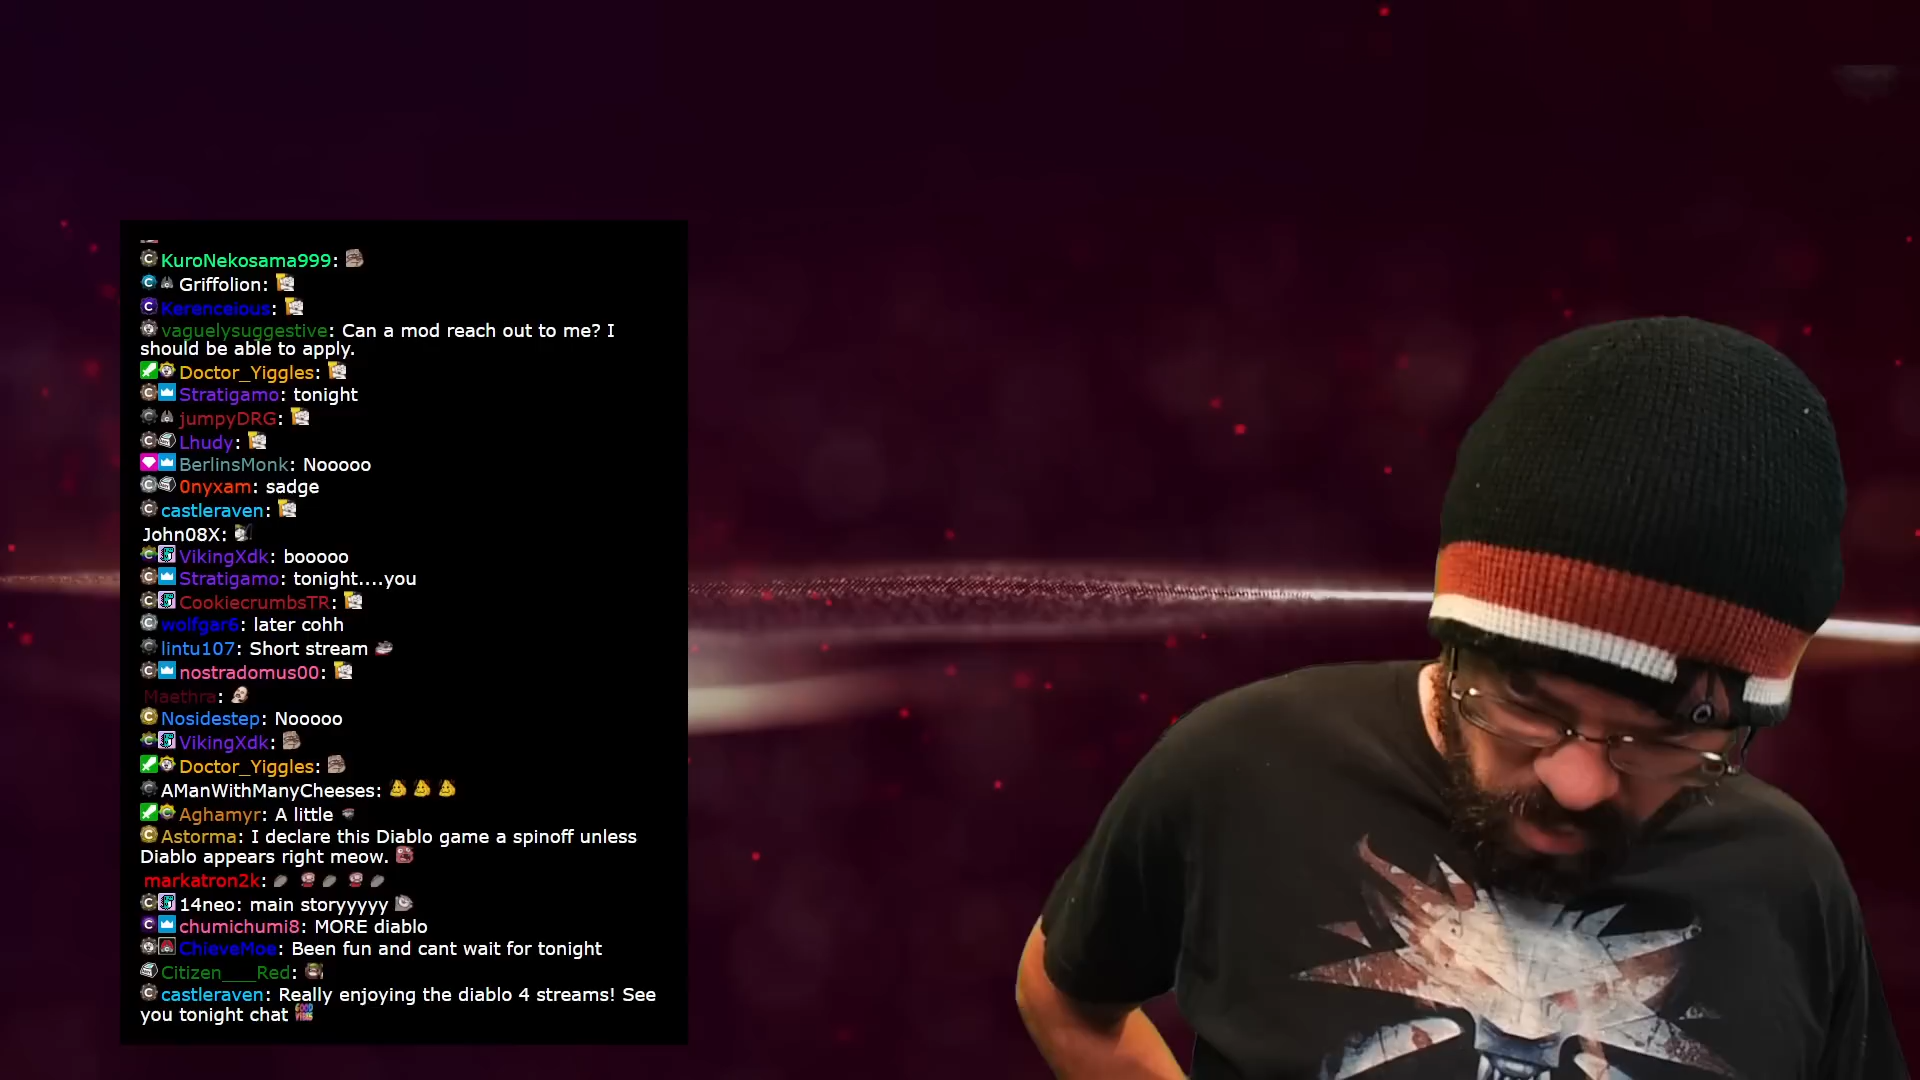 KuroNekosama999:
Griffolion:
Kerenceious:
vaguelysuggestive: Can a mod reach out to me? I
should be able to apply.
Doctor_Yiggles:
Stratigamo: tonight
jumpyDRG:
Lhudy:
BerlinsMonk: Nooooo
0nyxam: sadge
castleraven:
John08X:
VikingXdk: booooo
Stratigamo: tonight....you
CookiecrumbsTR:
wolfgar6: later cohh
lintu107: Short stream
nostradomus00:
Maethra:
Nosidestep: Nooooo
VikingXdk:
Doctor_Yiggles:
AManWithManyCheeses:
Aghamyr: A little
Astorma: I declare this Diablo game a spinoff unless
Diablo appears right meow.
markatron2k:
14neo: main storyyyyy
chumichumi8: MORE diablo
ChieveMoe: Been fun and cant wait for tonight
Citizen___Red:
castleraven: Really enjoying the diablo 4 streams! See
you tonight chat GOOD VIBES